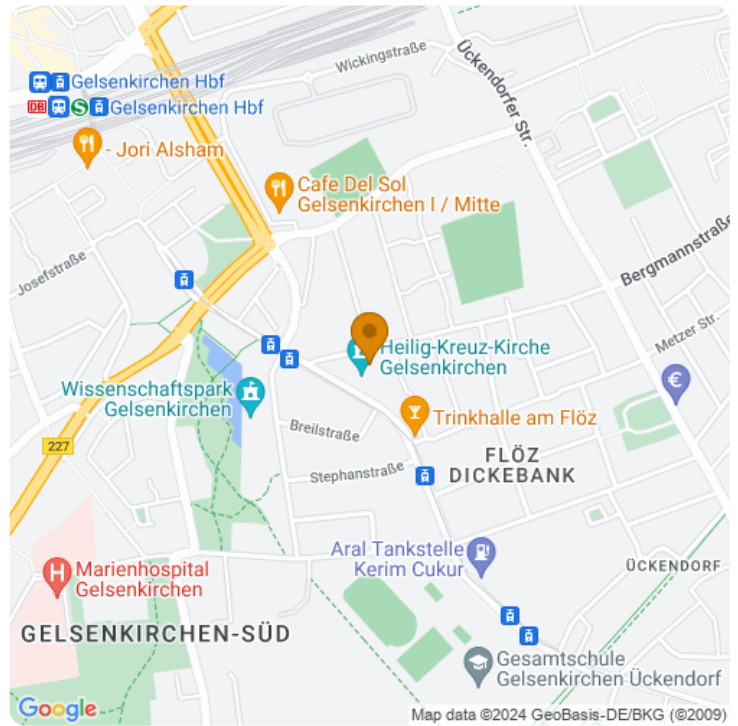 Wickingstraße
Ückendorfer Str.
Gelsenkirchen Hbf
DB S Gelsenkirchen Hbf
- Jori Alsham
Cafe Del Sol
Gelsenkirchen I / Mitte
Josefstraße
Bergmannstraße
Metzer Str.
Heilig-Kreuz-Kirche
Gelsenkirchen
Wissenschaftspark
Gelsenkirchen
€
Trinkhalle am Flöz
Breilstraße
227
FLÖZ
DICKEBANK
Stephanstraße
Aral Tankstelle
Kerim Cukur
ÜCKENDORF
H
Marienhospital
Gelsenkirchen
GELSENKIRCHEN-SÜD
Gesamtschule
Gelsenkirchen Ückendorf
Google
Map data ©2024 GeoBasis-DE/BKG (©2009)